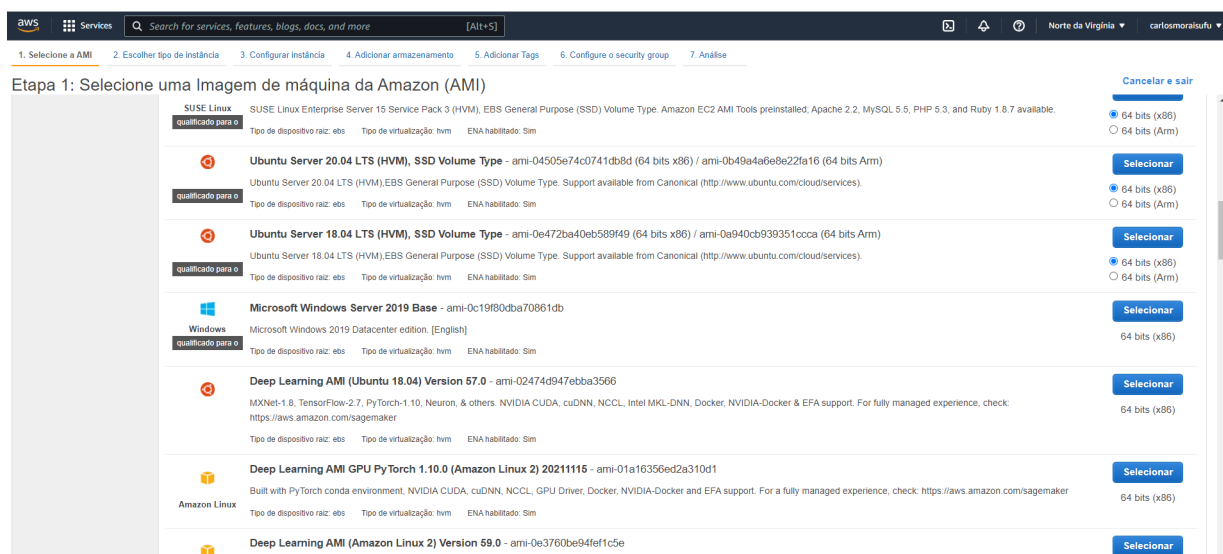 aws
Services
Search for services, features, blogs, docs, and more
[Alt+S]
Norte da Virgínia
carlosmoraisufu
1. Selecione a AMI
2. Escolher tipo de instância
3. Configurar instância
4. Adicionar armazenamento
5. Adicionar Tags
6. Configure o security group
7. Análise
Etapa 1: Selecione uma Imagem de máquina da Amazon (AMI)
Cancelar e sair
SUSE Linux
qualificado para o
SUSE Linux Enterprise Server 15 Service Pack 3 (HVM), EBS General Purpose (SSD) Volume Type. Amazon EC2 AMI Tools preinstalled; Apache 2.2, MySQL 5.5, PHP 5.3, and Ruby 1.8.7 available.
Tipo de dispositivo raiz: ebs Tipo de virtualização: hvm ENA habilitado: Sim
64 bits (x86)
64 bits (Arm)
qualificado para o
Ubuntu Server 20.04 LTS (HVM), SSD Volume Type - ami-04505e74c0741db8d (64 bits x86) / ami-0b49a4a6e8e22fa16 (64 bits Arm)
Ubuntu Server 20.04 LTS (HVM),EBS General Purpose (SSD) Volume Type. Support available from Canonical (http://www.ubuntu.com/cloud/services).
Tipo de dispositivo raiz: ebs Tipo de virtualização: hvm ENA habilitado: Sim
Selecionar
64 bits (x86)
64 bits (Arm)
qualificado para o
Ubuntu Server 18.04 LTS (HVM), SSD Volume Type - ami-0e472ba40eb589f49 (64 bits x86) / ami-0a940cb939351ccca (64 bits Arm)
Ubuntu Server 18.04 LTS (HVM),EBS General Purpose (SSD) Volume Type. Support available from Canonical (http://www.ubuntu.com/cloud/services).
Tipo de dispositivo raiz: ebs Tipo de virtualização: hvm ENA habilitado: Sim
Selecionar
64 bits (x86)
64 bits (Arm)
Windows
qualificado para o
Microsoft Windows Server 2019 Base - ami-0c19f80dba70861db
Microsoft Windows 2019 Datacenter edition. [English]
Tipo de dispositivo raiz: ebs Tipo de virtualização: hvm ENA habilitado: Sim
Selecionar
64 bits (x86)
Deep Learning AMI (Ubuntu 18.04) Version 57.0 - ami-02474d947ebba3566
MXNet-1.8, TensorFlow-2.7, PyTorch-1.10, Neuron, & others. NVIDIA CUDA, cuDNN, NCCL, Intel MKL-DNN, Docker, NVIDIA-Docker & EFA support. For fully managed experience, check:
https://aws.amazon.com/sagemaker
Tipo de dispositivo raiz: ebs Tipo de virtualização: hvm ENA habilitado: Sim
Selecionar
64 bits (x86)
Amazon Linux
Deep Learning AMI GPU PyTorch 1.10.0 (Amazon Linux 2) 20211115 - ami-01a16356ed2a310d1
Built with PyTorch conda environment, NVIDIA CUDA, cuDNN, NCCL, GPU Driver, Docker, NVIDIA-Docker and EFA support. For a fully managed experience, check: https://aws.amazon.com/sagemaker
Tipo de dispositivo raiz: ebs Tipo de virtualização: hvm ENA habilitado: Sim
Selecionar
64 bits (x86)
Deep Learning AMI (Amazon Linux 2) Version 59.0 - ami-0e3760be94fef1c5e
Selecionar